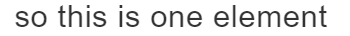 so this is one element